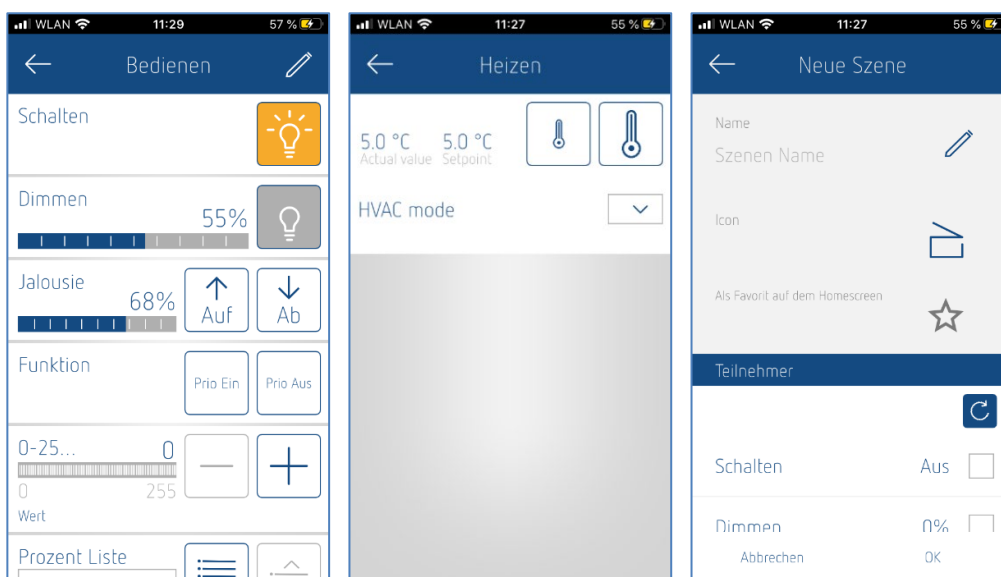 WLAN 11:29 57 %
Bedienen
Schalten
Dimmen
55%
Jalousie
68%
Auf
Ab
Funktion
Prio Ein
Prio Aus
0-25...
0
0
255
Wert
Prozent Liste
WLAN 11:27 55 %
Heizen
5.0 °C 5.0 °C
Actual value Setpoint
HVAC mode
WLAN 11:27 55 %
Neue Szene
Name
Szenen Name
Icon
Als Favorit auf dem Homescreen
Teilnehmer
Schalten Aus
Dimmen 0%
Abbrechen OK